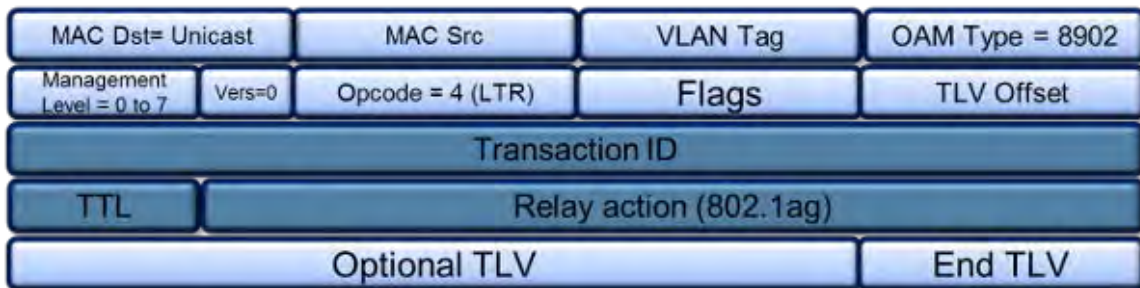 MAC Dst= Unicast MAC Src VLAN Tag OAM Type = 8902
Management
Level = 0 to 7 Vers=0 Opcode = 4 (LTR) Flags TLV Offset
Transaction ID
TTL Relay action (802.1ag)
Optional TLV End TLV